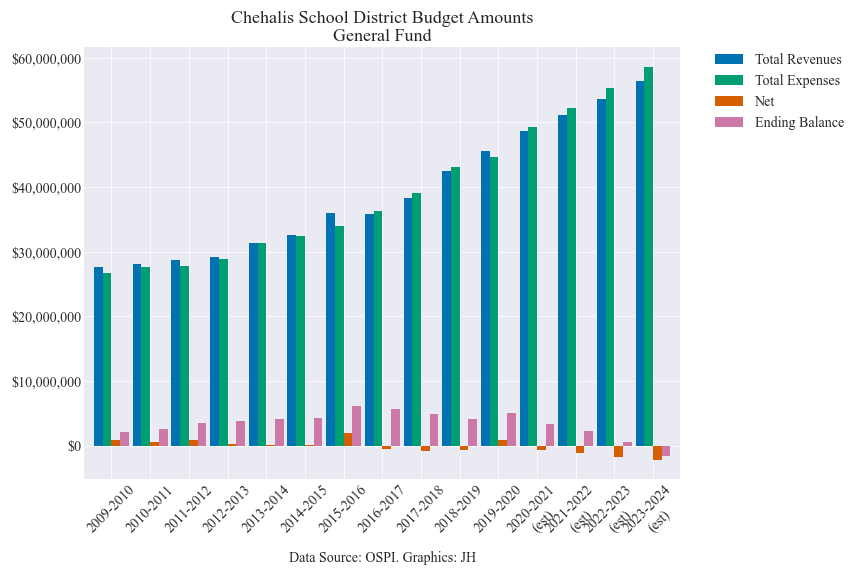 Chehalis School District Budget Amounts
General Fund
Total Revenues
Total Expenses
Net
Ending Balance
$60,000,000
$50,000,000
$40,000,000
$30,000,000
$20,000,000
$10,000,000
$0
2009-2010
2010-2011
2011-2012
2012-2013
2013-2014
2014-2015
2015-2016
2016-2017
2017-2018
2018-2019
2019-2020
2020-2021
(est)
2021-2022
(est)
2022-2023
(est)
2023-2024
(est)
Data Source: OSPI. Graphics: JH